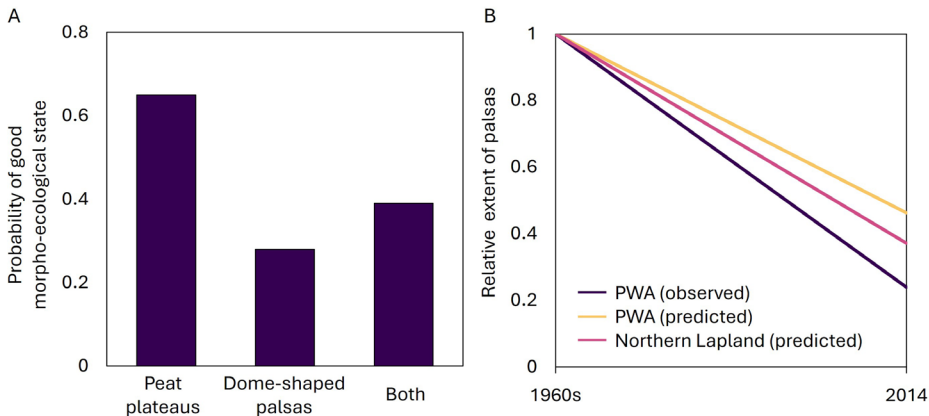 A
Probability of good
morpho-ecological state
0.8
0.6
0.4
0.2
0
Peat
plateaus
Dome-shaped
palsas
Both
B
Relative extent of palsas
1
0.8
0.6
0.4
0.2
0
PWA (observed)
PWA (predicted)
Northern Lapland (predicted)
1960s
2014